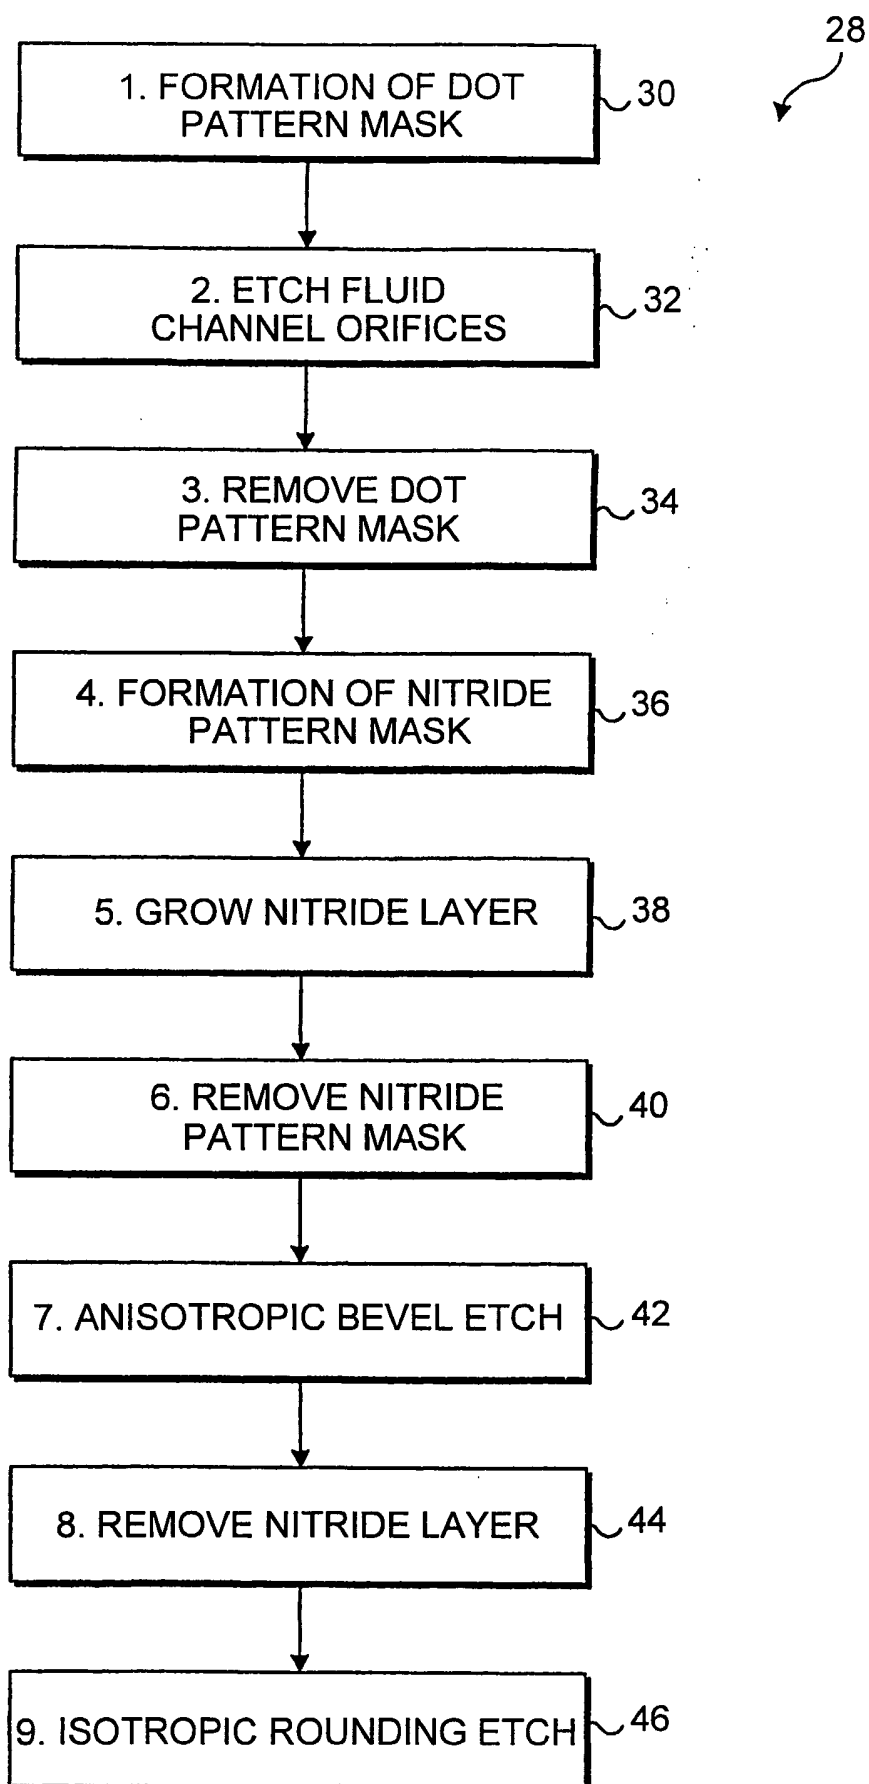 28
1. FORMATION OF DOT
PATTERN MASK
30
2. ETCH FLUID
CHANNEL ORIFICES
32
3. REMOVE DOT
PATTERN MASK
34
4. FORMATION OF NITRIDE
PATTERN MASK
36
5. GROW NITRIDE LAYER
38
6. REMOVE NITRIDE
PATTERN MASK
40
7. ANISOTROPIC BEVEL ETCH
42
8. REMOVE NITRIDE LAYER
44
9. ISOTROPIC ROUNDING ETCH
46